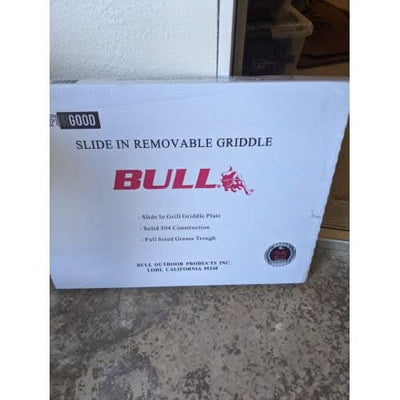 GOOD
SLIDE IN REMOVABLE GRIDDLE
BULL
- Slide in Grill Griddle Plate
- Solid 304 Construction
- Full Sized Grease Trough
BULL OUTDOOR PRODUCTS INC.
LODI, CALIFORNIA 95240